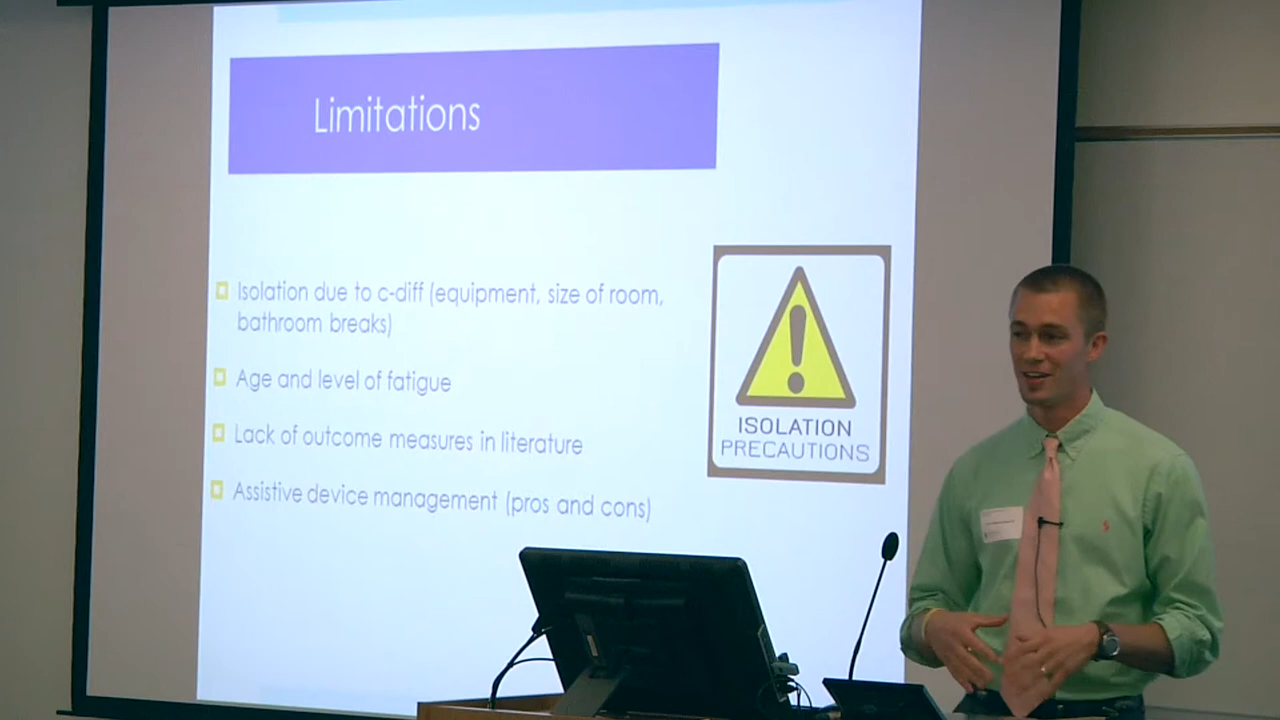 Limitations
Isolation due to c-diff (equipment, size of room,
bathroom breaks)
Age and level of fatigue
Lack of outcome measures in literature
Assistive device management (pros and cons)
ISOLATION
PRECAUTIONS